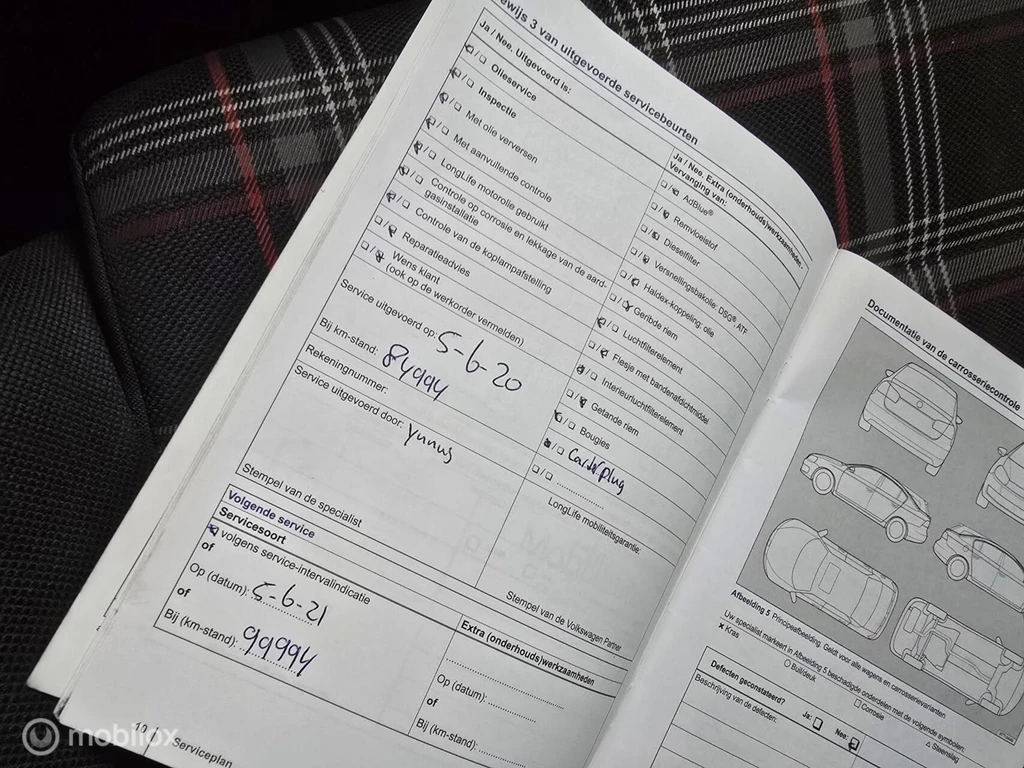 ewijs 3 van uitgevoerde servicebeurten
Ja / Nee. Uitgevoerd is:
Olieservice
Inspectie
Met olie verversen
Met aanvullende controle
LongLife motorolie gebruikt
Controle op corrosie en lekkage van de aard-
gasinstallatie
Controle van de koplampafstelling
Reparatieadvies
Wens klant
(ook op de werkorder vermelden)
Service uitgevoerd op: 5-6-20
Bij km-stand: 84994
Rekeningnummer:
Service uitgevoerd door: yunus
Stempel van de specialist
Ja / Nee. Extra (onderhouds)werkzaamheden:
Vervanging van:
AdBlue®
Remvloeistof
Dieselfilter
Versnellingsbakolie: DSG®, ATF
Haldex-koppeling: olie
Geribde riem
Luchtfilterelement
Flesje met bandenafdichtmiddel
Interieurluchtfilterelement
Getande riem
Bougies
Carterplug
LongLife mobiliteitsgarantie:
Stempel van de Volkswagen Partner
Volgende service
Servicesoort
volgens service-intervalindicatie
of
Op (datum): 5-6-21
of
Bij (km-stand): 99994
Extra (onderhouds)werkzaamheden
Op (datum):
of
Bij (km-stand):
Serviceplan
Documentatie van de carrosseriecontrole
Afbeelding 5 Principeafbeelding. Geldt voor alle wagens en carrosserievarianten
Uw specialist markeert in Afbeelding 5 beschadigde onderdelen met de volgende symbolen:
× Kras
○ Buil/deuk
□ Corrosie
△ Steenslag
Defecten geconstateerd?
Ja:
Nee:
Beschrijving van de defecten:
mobilox